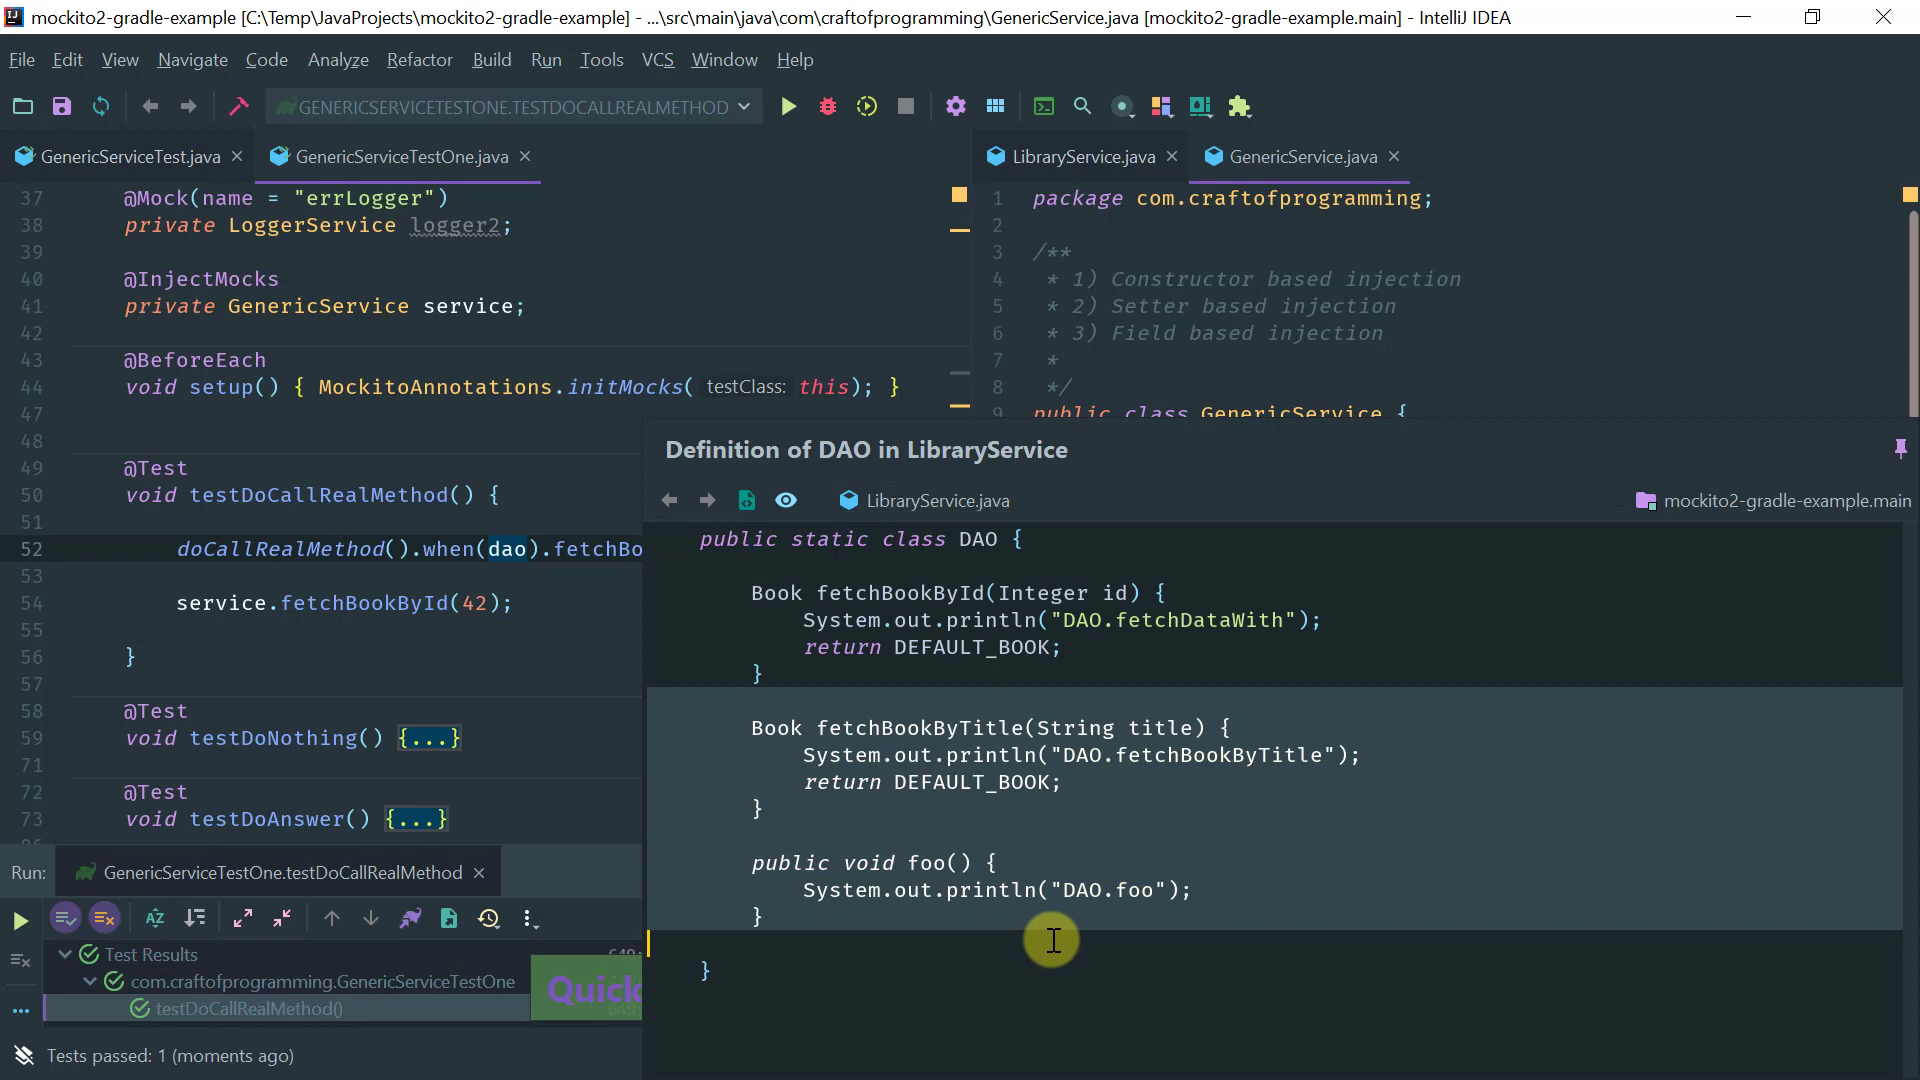 mockito2-gradle-example [C:\Temp\JavaProjects\mockito2-gradle-example] - ...\src\main\java\com\craftofprogramming\GenericService.java [mockito2-gradle-example.main] - IntelliJ IDEA
File Edit View Navigate Code Analyze Refactor Build Run Tools VCS Window Help
GENERICSERVICETESTONE.TESTDOCALLREALMETHOD
GenericServiceTest.java GenericServiceTestOne.java
37 @Mock(name = "errLogger")
38 private LoggerService logger2;
39
40 @InjectMocks
41 private GenericService service;
42
43 @BeforeEach
44 void setup() { MockitoAnnotations.initMocks( testClass: this); }
47
48
49 @Test
50 void testDoCallRealMethod() {
51
52 doCallRealMethod().when(dao).fetchBo
53
54 service.fetchBookById(42);
55
56 }
57
58 @Test
59 void testDoNothing() {...}
71
72 @Test
73 void testDoAnswer() {...}
LibraryService.java GenericService.java
1 package com.craftofprogramming;
2
3 /**
4 * 1) Constructor based injection
5 * 2) Setter based injection
6 * 3) Field based injection
7 *
8 */
9 public class GenericService {
Definition of DAO in LibraryService
LibraryService.java mockito2-gradle-example.main
public static class DAO {
Book fetchBookById(Integer id) {
System.out.println("DAO.fetchDataWith");
return DEFAULT_BOOK;
}
Book fetchBookByTitle(String title) {
System.out.println("DAO.fetchBookByTitle");
return DEFAULT_BOOK;
}
public void foo() {
System.out.println("DAO.foo");
}
}
Run: GenericServiceTestOne.testDoCallRealMethod
Test Results
com.craftofprogramming.GenericServiceTestOne
testDoCallRealMethod()
Quick
Tests passed: 1 (moments ago)